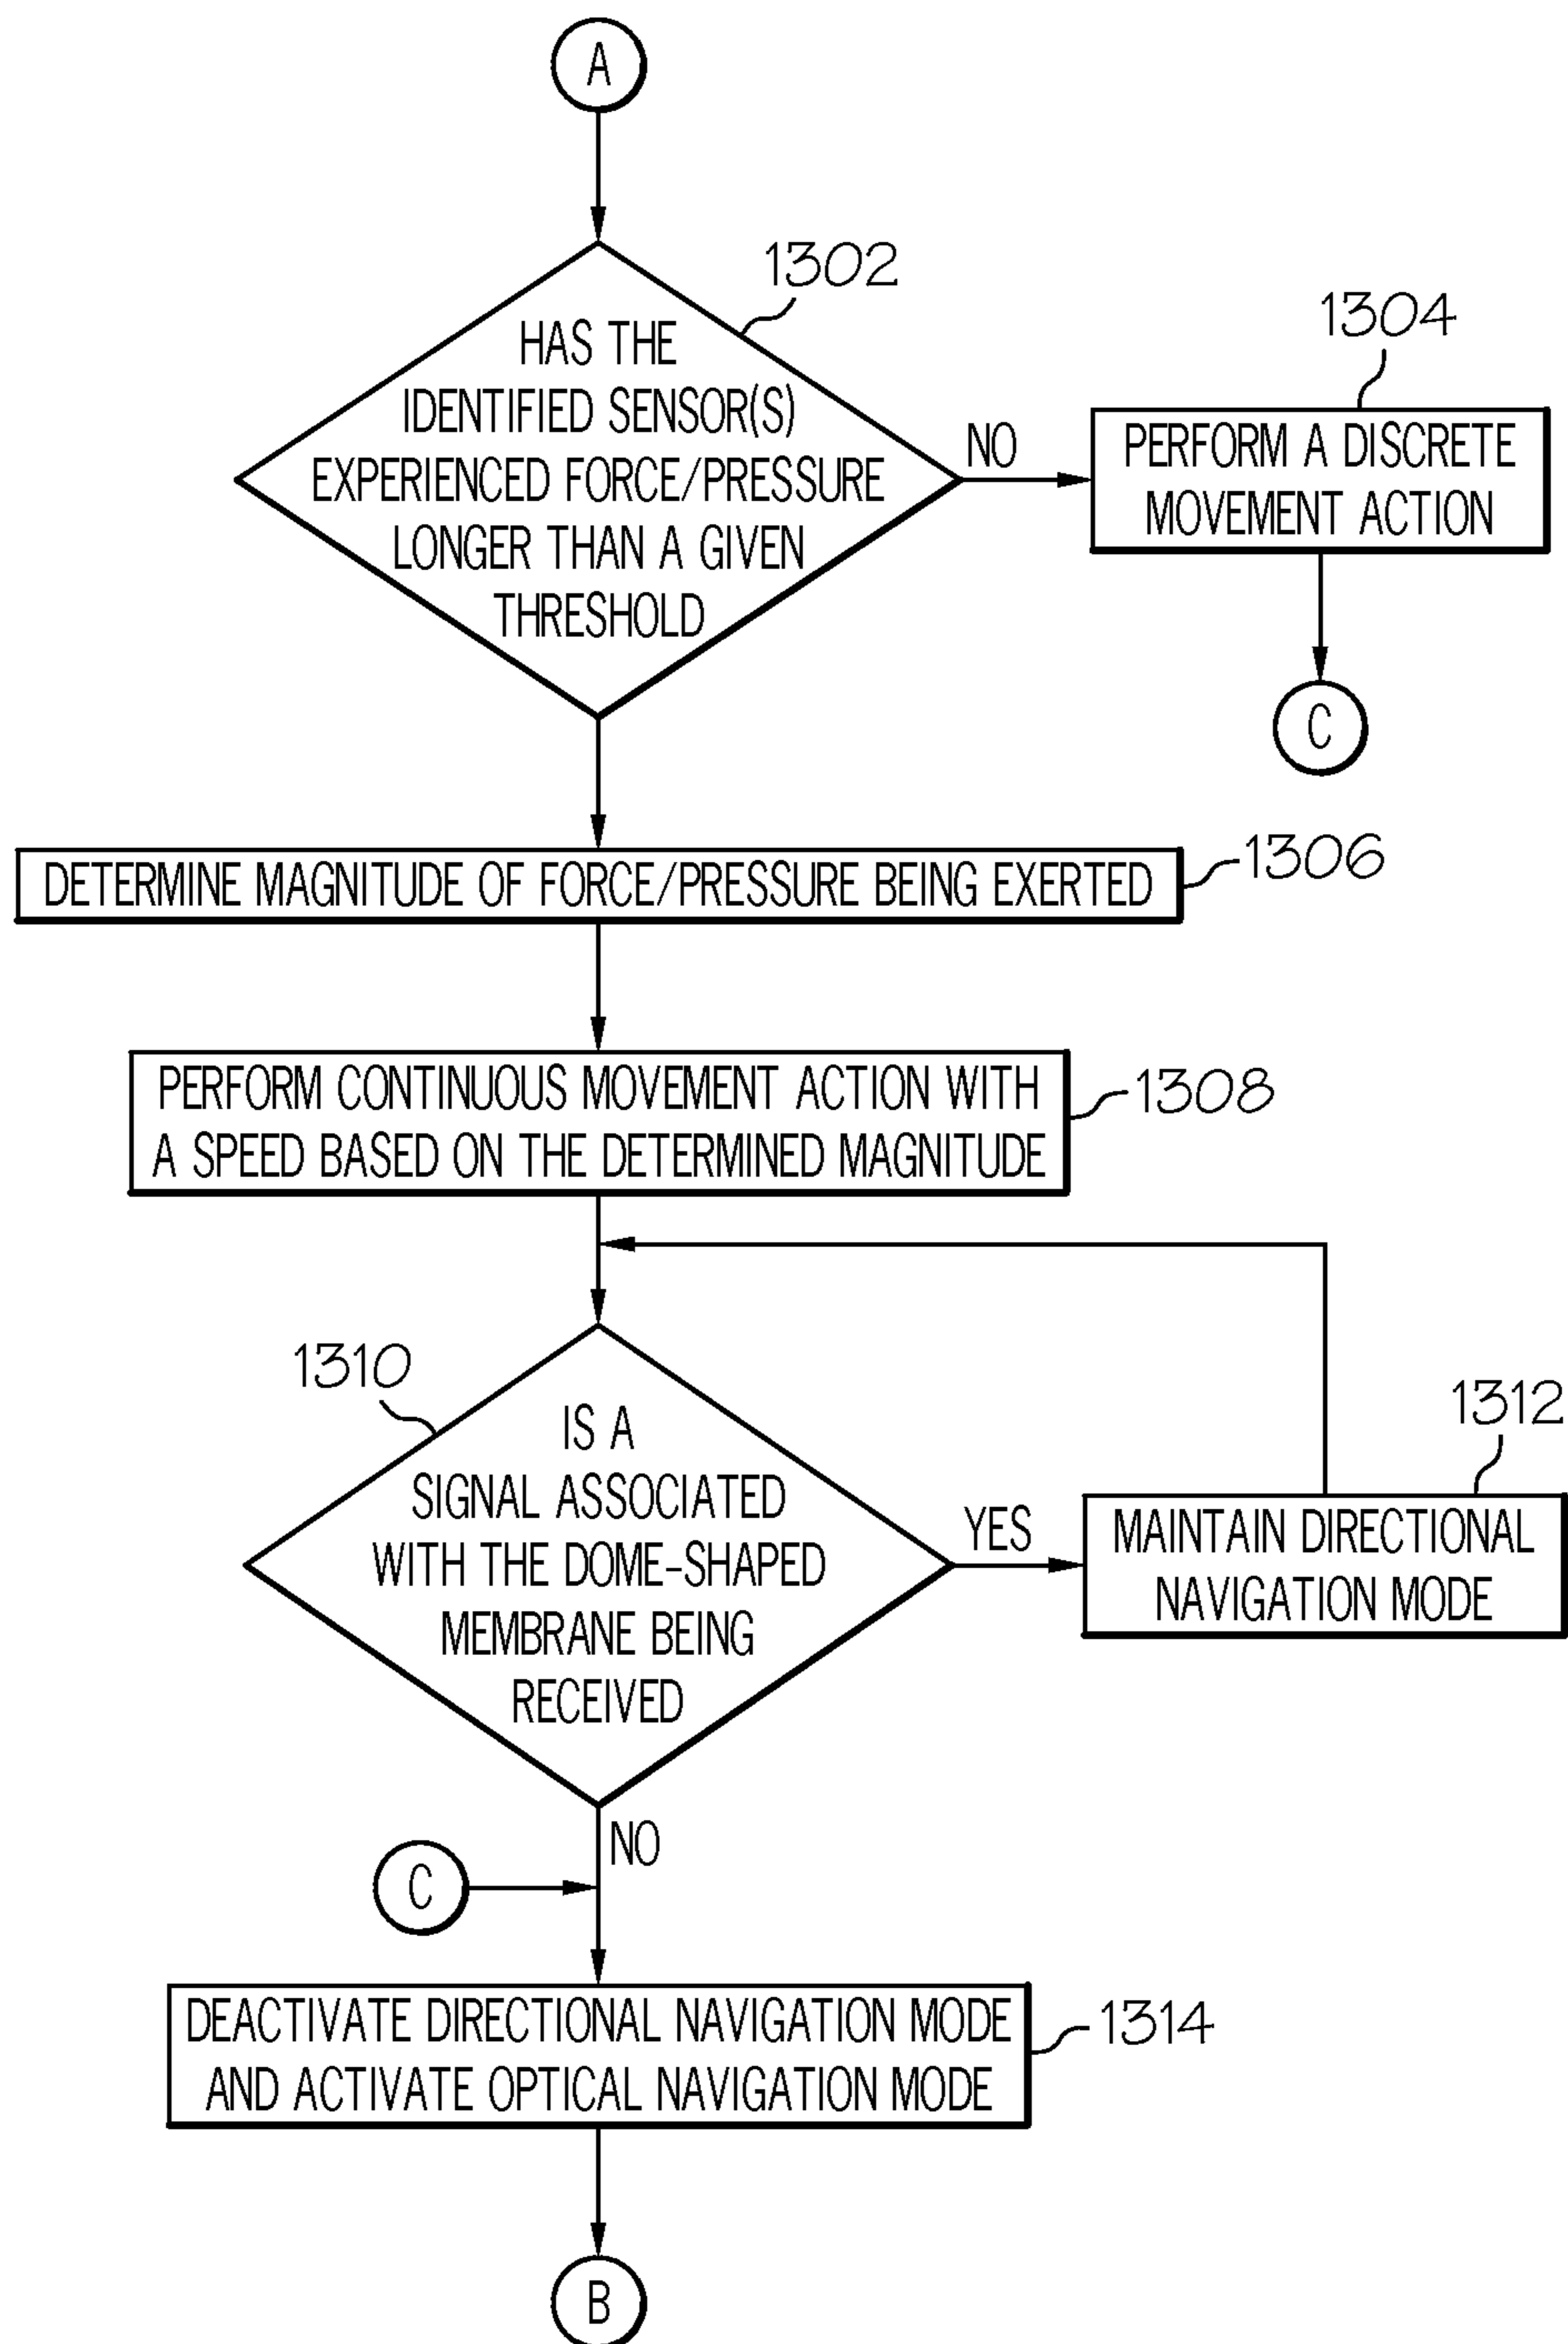 A
1302
HAS THE
IDENTIFIED SENSOR(S)
EXPERIENCED FORCE/PRESSURE
LONGER THAN A GIVEN
THRESHOLD
NO
1304
PERFORM A DISCRETE
MOVEMENT ACTION
C
DETERMINE MAGNITUDE OF FORCE/PRESSURE BEING EXERTED
1306
PERFORM CONTINUOUS MOVEMENT ACTION WITH
A SPEED BASED ON THE DETERMINED MAGNITUDE
1308
1310
IS A
SIGNAL ASSOCIATED
WITH THE DOME-SHAPED
MEMBRANE BEING
RECEIVED
YES
1312
MAINTAIN DIRECTIONAL
NAVIGATION MODE
NO
C
DEACTIVATE DIRECTIONAL NAVIGATION MODE
AND ACTIVATE OPTICAL NAVIGATION MODE
1314
B